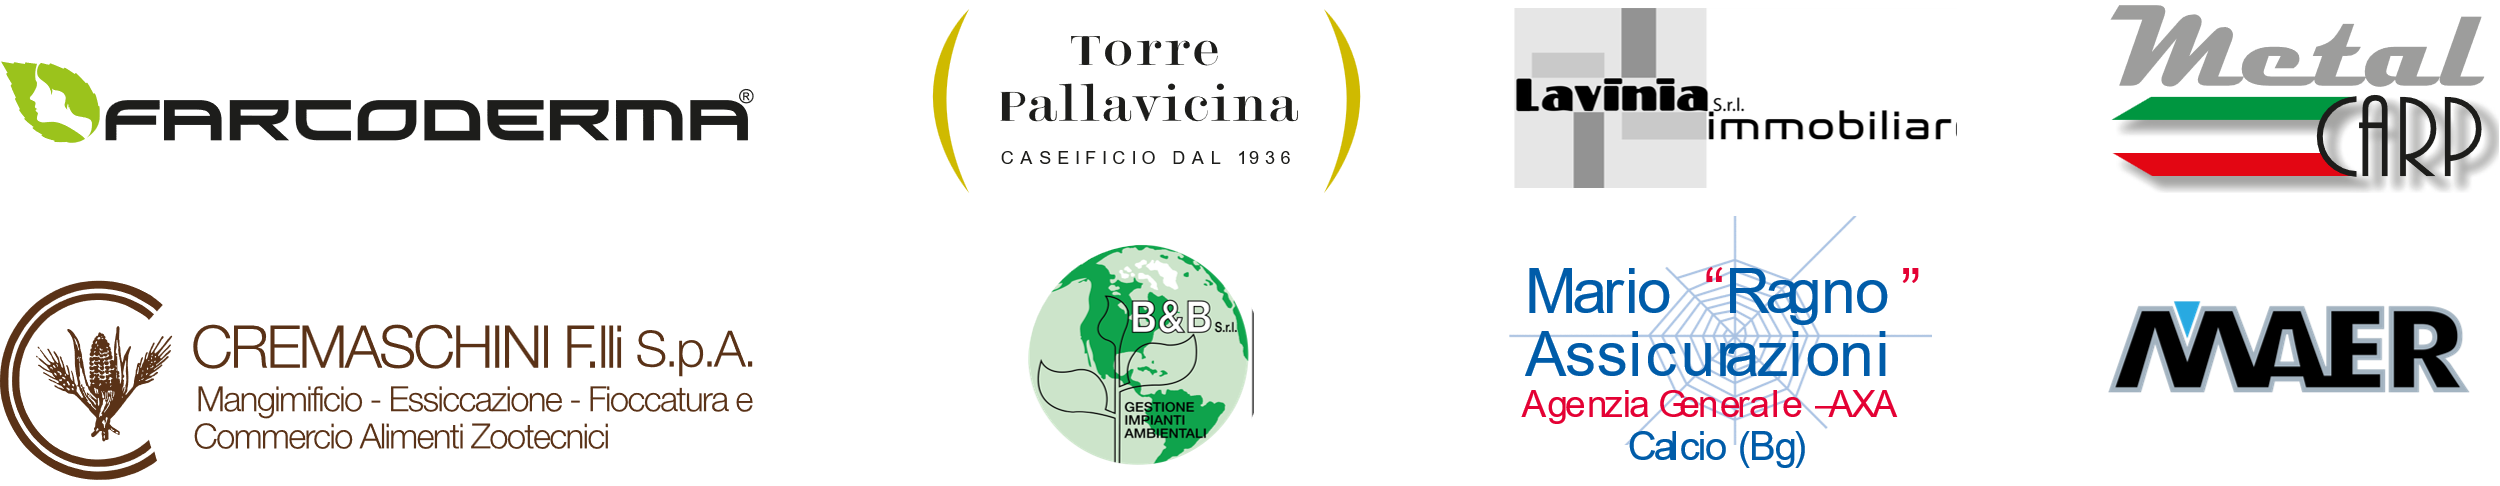 FARCODERMA®
Torre
Pallavicina
CASEIFICIO DAL 1936
Lavinia S.r.l.
immobiliar
Metal
CARP
CREMASCHINI F.lli S.p.A.
Mangimificio - Essiccazione - Fioccatura e
Commercio Alimenti Zootecnici
B&B S.r.l.
GESTIONE
IMPIANTI
AMBIENTALI
Mario “Ragno”
Assicurazioni
Agenzia Generale –AXA
Calcio (Bg)
MAER